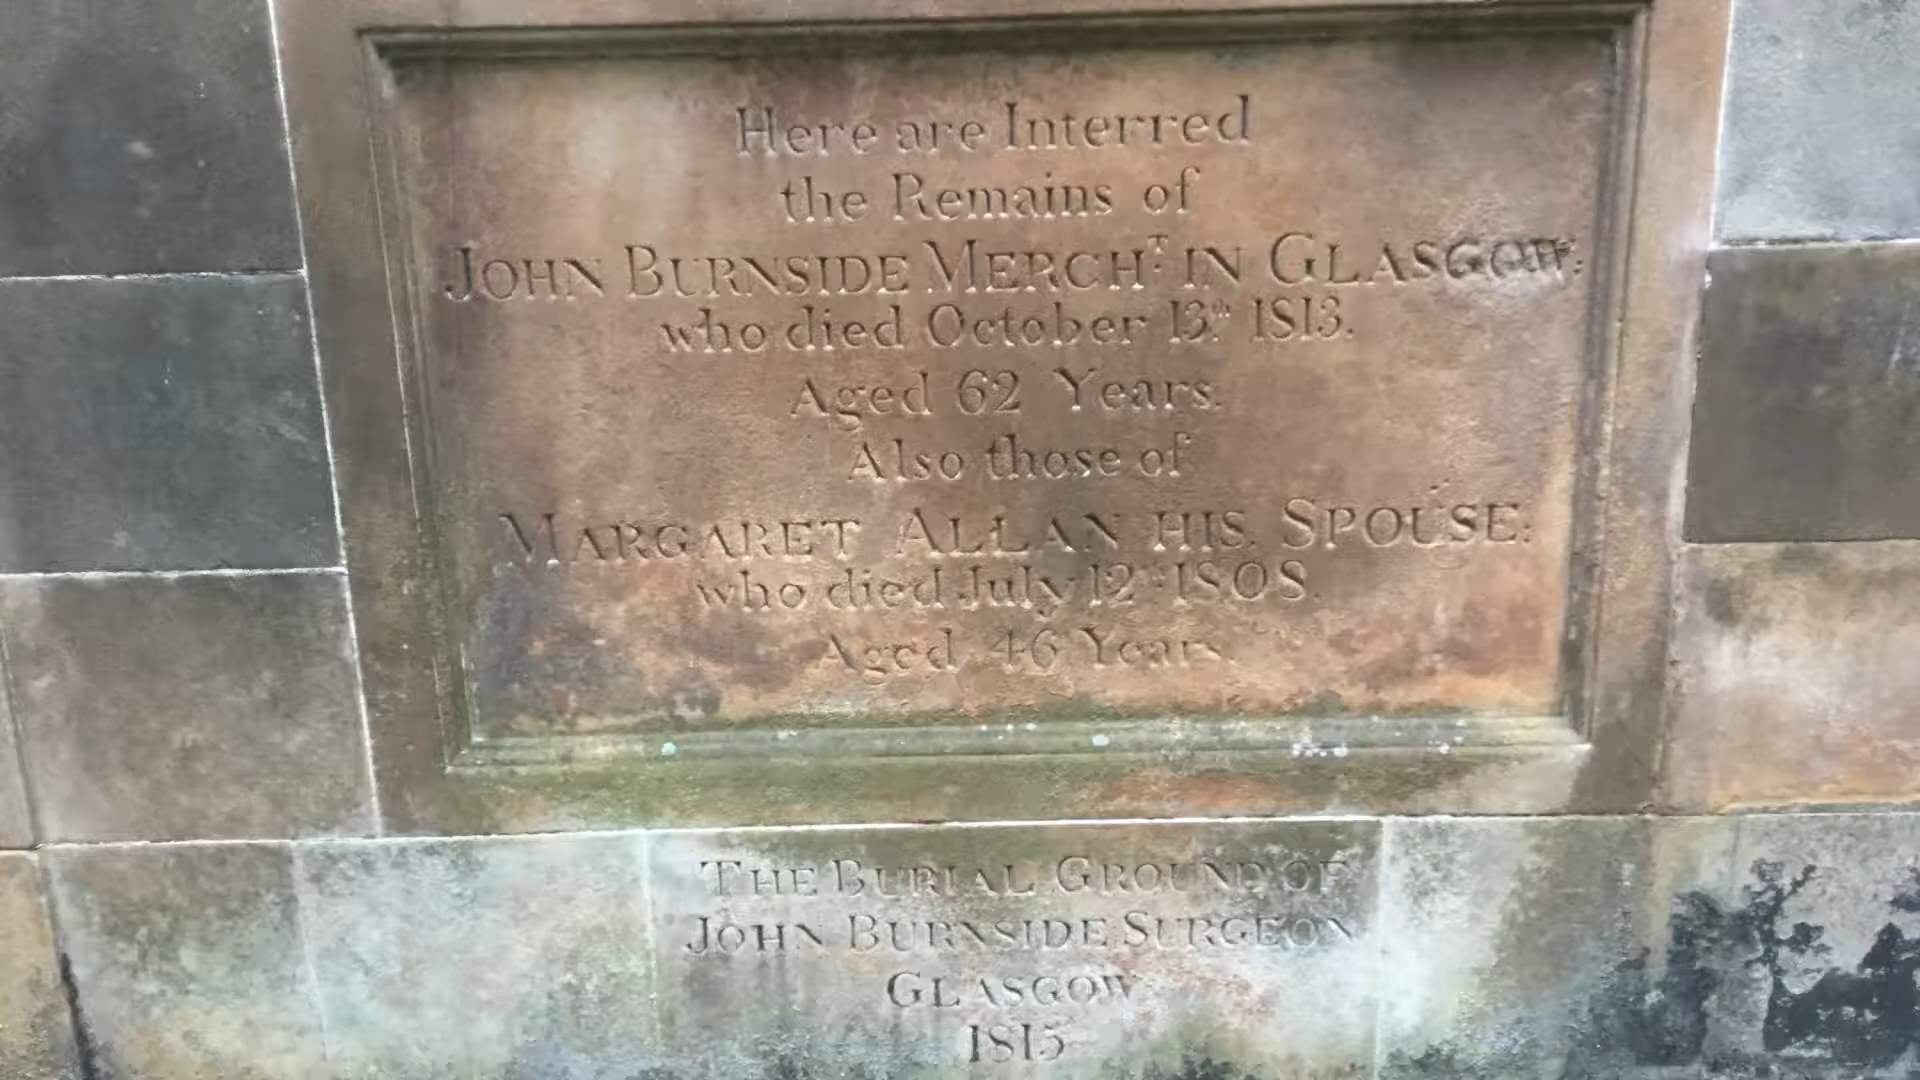 Here are Interred
the Remains of
JOHN BURNSIDE MERCHT. IN GLASGOW:
who died October 13th. 1813.
Aged 62 Years.
Also those of
MARGARET ALLAN HIS SPOUSE:
who died July 12th. 1808.
Aged 46 Years.
THE BURIAL GROUND OF
JOHN BURNSIDE SURGEON
GLASGOW
1815